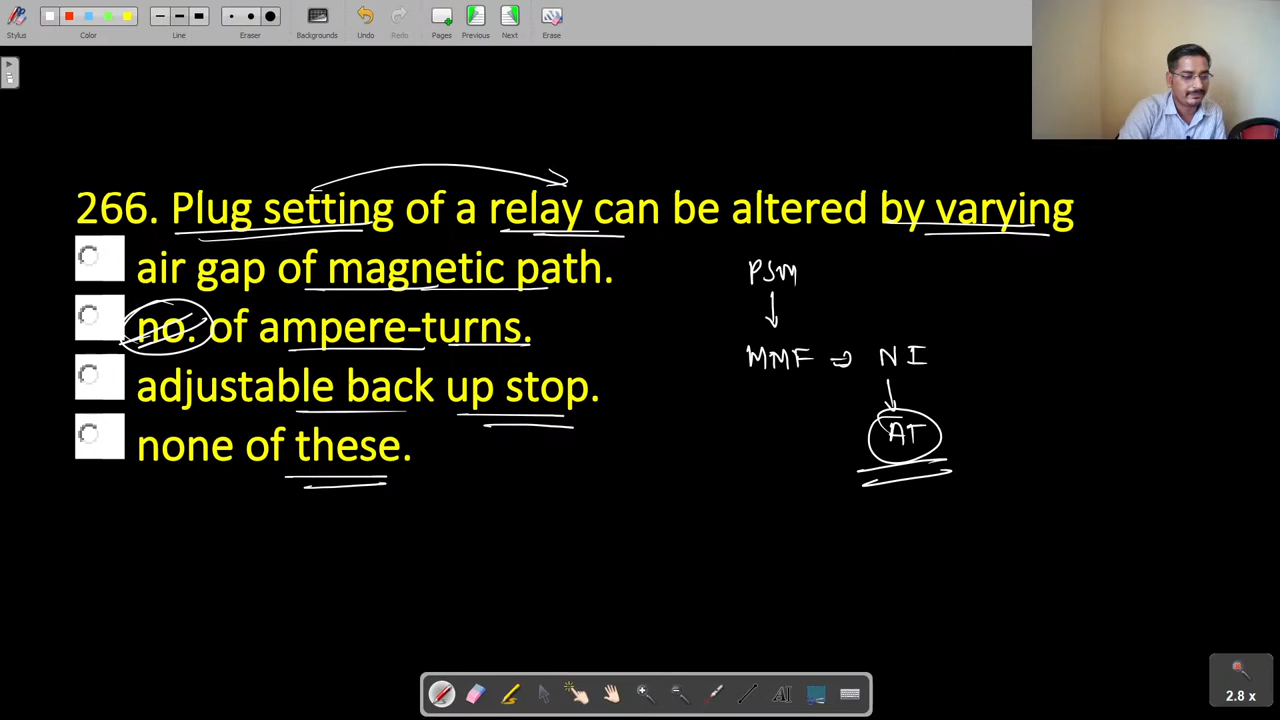 Stylus
Color
Line
Eraser
Backgrounds
Undo
Redo
Pages
Previous
Next
Erase
266. Plug setting of a relay can be altered by varying
air gap of magnetic path.
no. of ampere-turns.
adjustable back up stop.
none of these.
PSM
MMF ⇒ NI
AT
AI
2.8 x